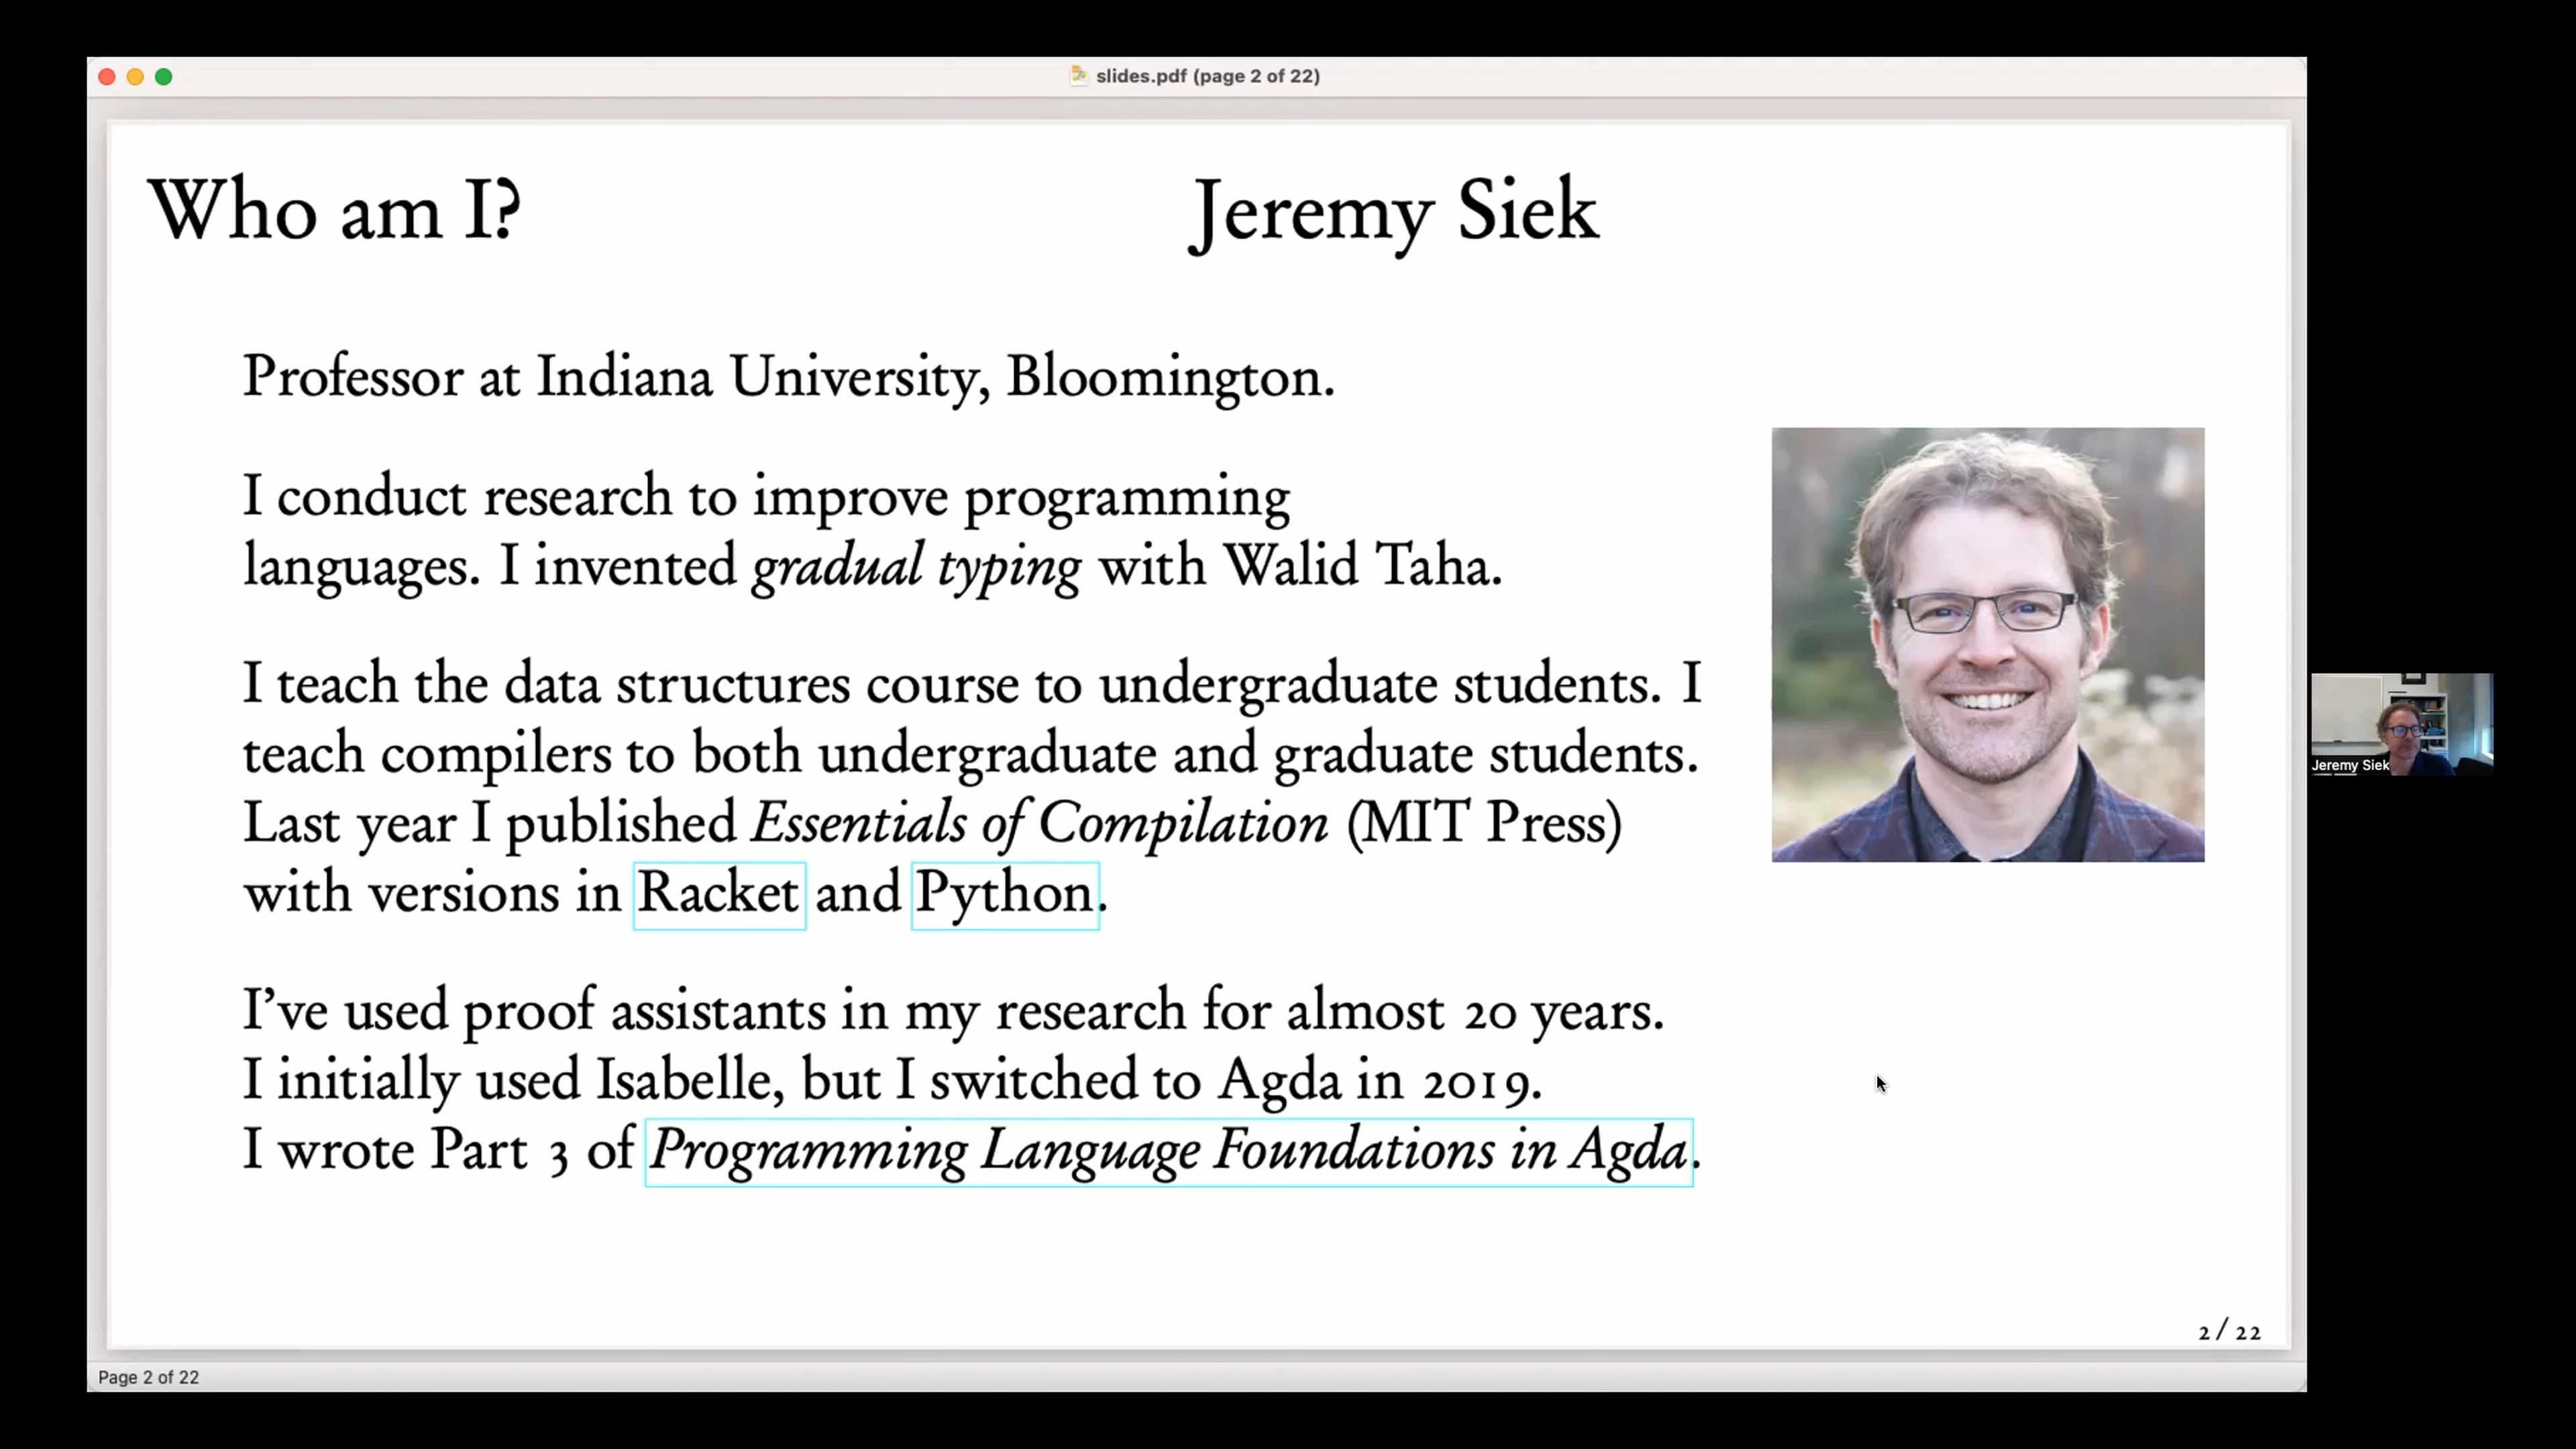 slides.pdf (page 2 of 22)
Who am I?
Jeremy Siek
Professor at Indiana University, Bloomington.
I conduct research to improve programming
languages. I invented gradual typing with Walid Taha.
I teach the data structures course to undergraduate students. I
teach compilers to both undergraduate and graduate students.
Last year I published Essentials of Compilation (MIT Press)
with versions in Racket and Python.
I’ve used proof assistants in my research for almost 20 years.
I initially used Isabelle, but I switched to Agda in 2019.
I wrote Part 3 of Programming Language Foundations in Agda.
Jeremy Siek
2 / 22
Page 2 of 22